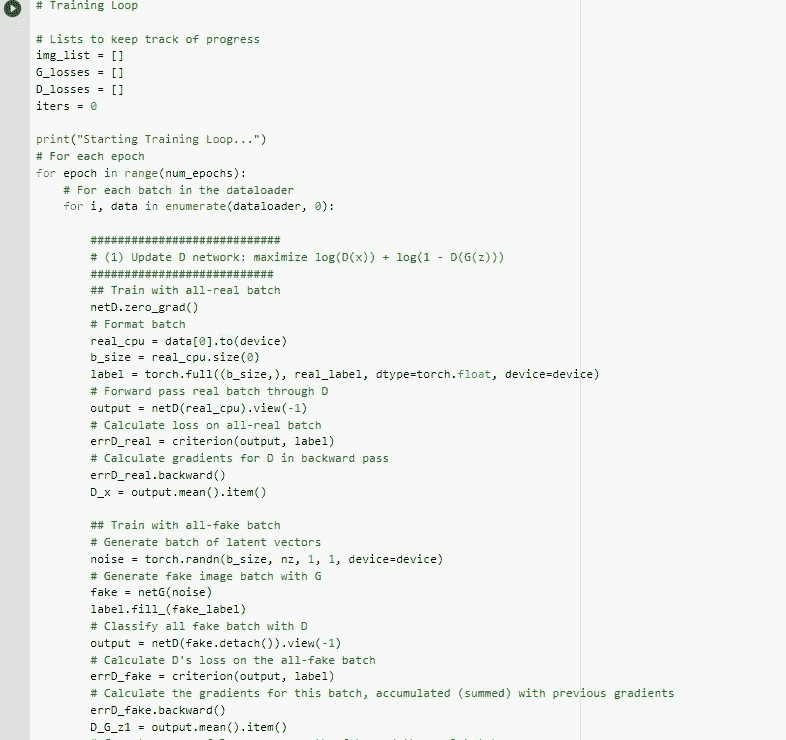 # Training Loop

# Lists to keep track of progress
img_list = []
G_losses = []
D_losses = []
iters = 0

print("Starting Training Loop...")
# For each epoch
for epoch in range(num_epochs):
    # For each batch in the dataloader
    for i, data in enumerate(dataloader, 0):

        ############################
        # (1) Update D network: maximize log(D(x)) + log(1 - D(G(z)))
        ###########################
        ## Train with all-real batch
        netD.zero_grad()
        # Format batch
        real_cpu = data[0].to(device)
        b_size = real_cpu.size(0)
        label = torch.full((b_size,), real_label, dtype=torch.float, device=device)
        # Forward pass real batch through D
        output = netD(real_cpu).view(-1)
        # Calculate loss on all-real batch
        errD_real = criterion(output, label)
        # Calculate gradients for D in backward pass
        errD_real.backward()
        D_x = output.mean().item()

        ## Train with all-fake batch
        # Generate batch of latent vectors
        noise = torch.randn(b_size, nz, 1, 1, device=device)
        # Generate fake image batch with G
        fake = netG(noise)
        label.fill_(fake_label)
        # Classify all fake batch with D
        output = netD(fake.detach()).view(-1)
        # Calculate D's loss on the all-fake batch
        errD_fake = criterion(output, label)
        # Calculate the gradients for this batch, accumulated (summed) with previous gradients
        errD_fake.backward()
        D_G_z1 = output.mean().item()